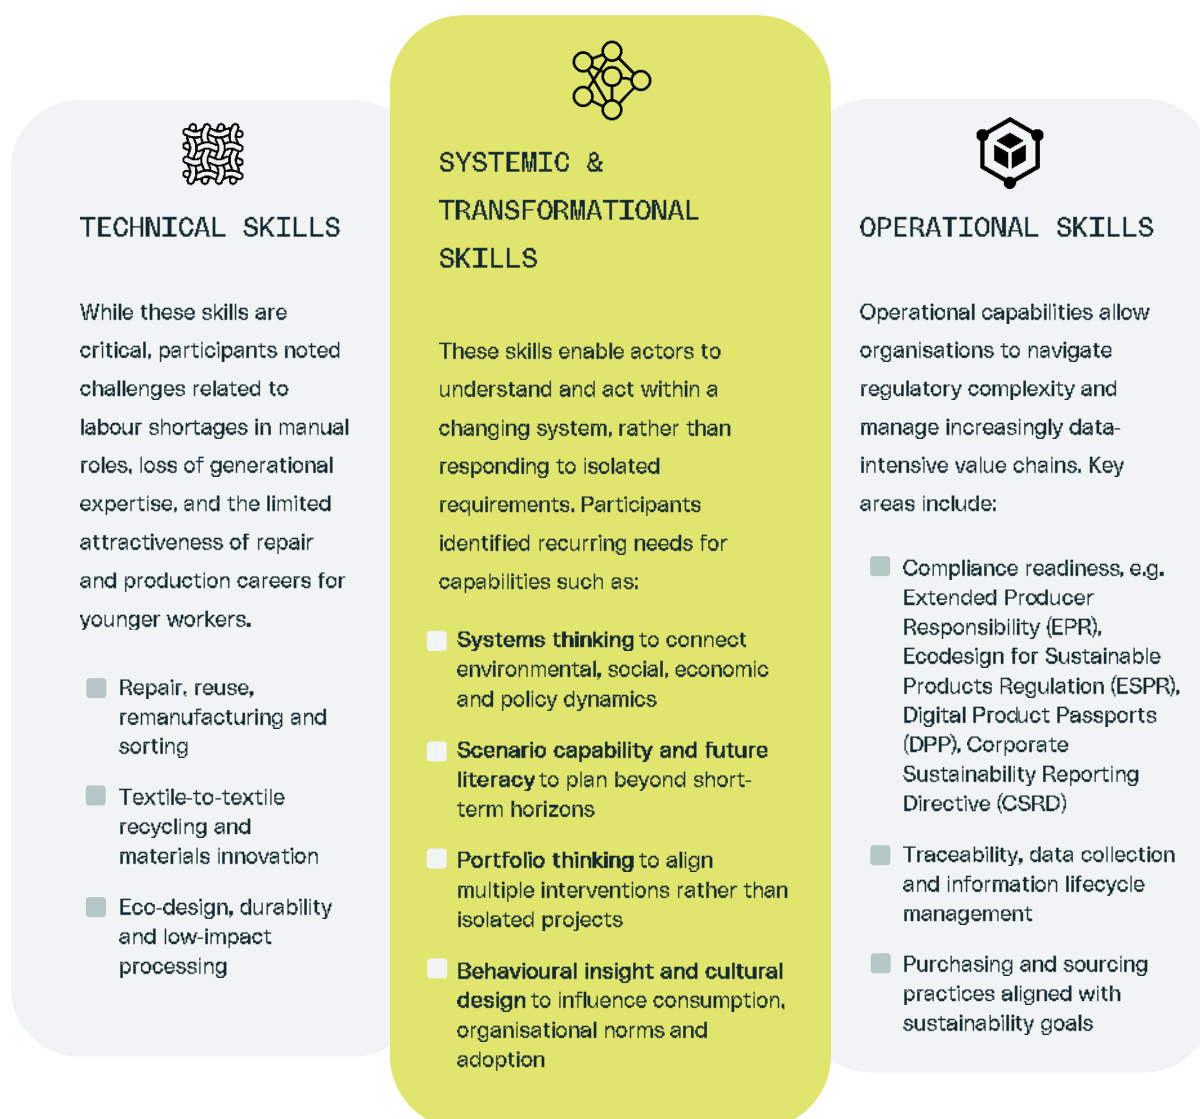 TECHNICAL SKILLS
While these skills are
critical, participants noted
challenges related to
labour shortages in manual
roles, loss of generational
expertise, and the limited
attractiveness of repair
and production careers for
younger workers.
Repair, reuse,
remanufacturing and
sorting
Textile-to-textile
recycling and
materials innovation
Eco-design, durability
and low-impact
processing
SYSTEMIC &
TRANSFORMATIONAL
SKILLS
These skills enable actors to
understand and act within a
changing system, rather than
responding to isolated
requirements. Participants
identified recurring needs for
capabilities such as:
Systems thinking to connect
environmental, social, economic
and policy dynamics
Scenario capability and future
literacy to plan beyond short-
term horizons
Portfolio thinking to align
multiple interventions rather than
isolated projects
Behavioural insight and cultural
design to influence consumption,
organisational norms and
adoption
OPERATIONAL SKILLS
Operational capabilities allow
organisations to navigate
regulatory complexity and
manage increasingly data-
intensive value chains. Key
areas include:
Compliance readiness, e.g.
Extended Producer
Responsibility (EPR),
Ecodesign for Sustainable
Products Regulation (ESPR),
Digital Product Passports
(DPP), Corporate
Sustainability Reporting
Directive (CSRD)
Traceability, data collection
and information lifecycle
management
Purchasing and sourcing
practices aligned with
sustainability goals